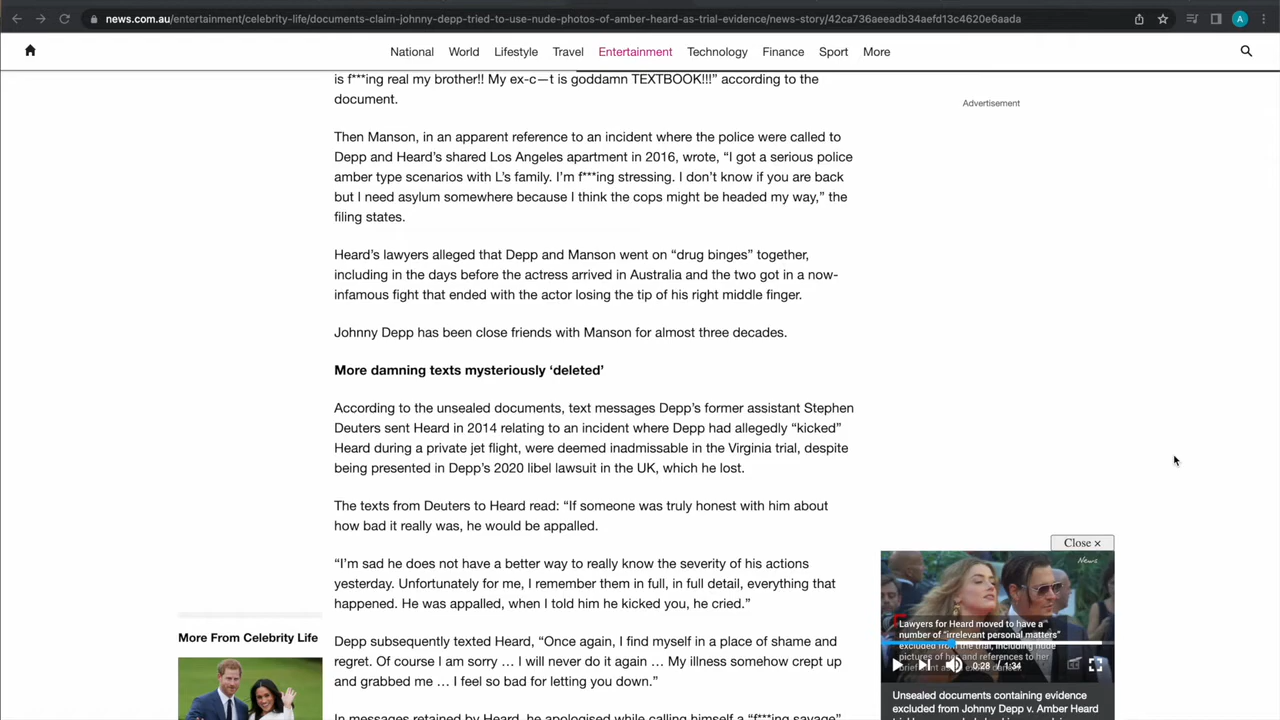 news.com.au/entertainment/celebrity-life/documents-claim-johnny-depp-tried-to-use-nude-photos-of-amber-heard-as-trial-evidence/news-story/42ca736aeeadb34aefd13c4620e6aada
A
National World Lifestyle Travel Entertainment Technology Finance Sport More
is f***ing real my brother!! My ex-c—t is goddamn TEXTBOOK!!!” according to the
document.
Advertisement
Then Manson, in an apparent reference to an incident where the police were called to
Depp and Heard’s shared Los Angeles apartment in 2016, wrote, “I got a serious police
amber type scenarios with L’s family. I’m f***ing stressing. I don’t know if you are back
but I need asylum somewhere because I think the cops might be headed my way,” the
filing states.
Heard’s lawyers alleged that Depp and Manson went on “drug binges” together,
including in the days before the actress arrived in Australia and the two got in a now-
infamous fight that ended with the actor losing the tip of his right middle finger.
Johnny Depp has been close friends with Manson for almost three decades.
More damning texts mysteriously ‘deleted’
According to the unsealed documents, text messages Depp’s former assistant Stephen
Deuters sent Heard in 2014 relating to an incident where Depp had allegedly “kicked”
Heard during a private jet flight, were deemed inadmissable in the Virginia trial, despite
being presented in Depp’s 2020 libel lawsuit in the UK, which he lost.
The texts from Deuters to Heard read: “If someone was truly honest with him about
how bad it really was, he would be appalled.
“I’m sad he does not have a better way to really know the severity of his actions
yesterday. Unfortunately for me, I remember them in full, in full detail, everything that
happened. He was appalled, when I told him he kicked you, he cried.”
Depp subsequently texted Heard, “Once again, I find myself in a place of shame and
regret. Of course I am sorry … I will never do it again … My illness somehow crept up
and grabbed me … I feel so bad for letting you down.”
In messages retained by Heard, he apologised while calling himself a “f***ing savage”
More From Celebrity Life
Close ×
News
Lawyers for Heard moved to have a
number of “irrelevant personal matters”
excluded from the trial, including nude
pictures of her and references to her
0:28 / 1:34
Unsealed documents containing evidence
excluded from Johnny Depp v. Amber Heard